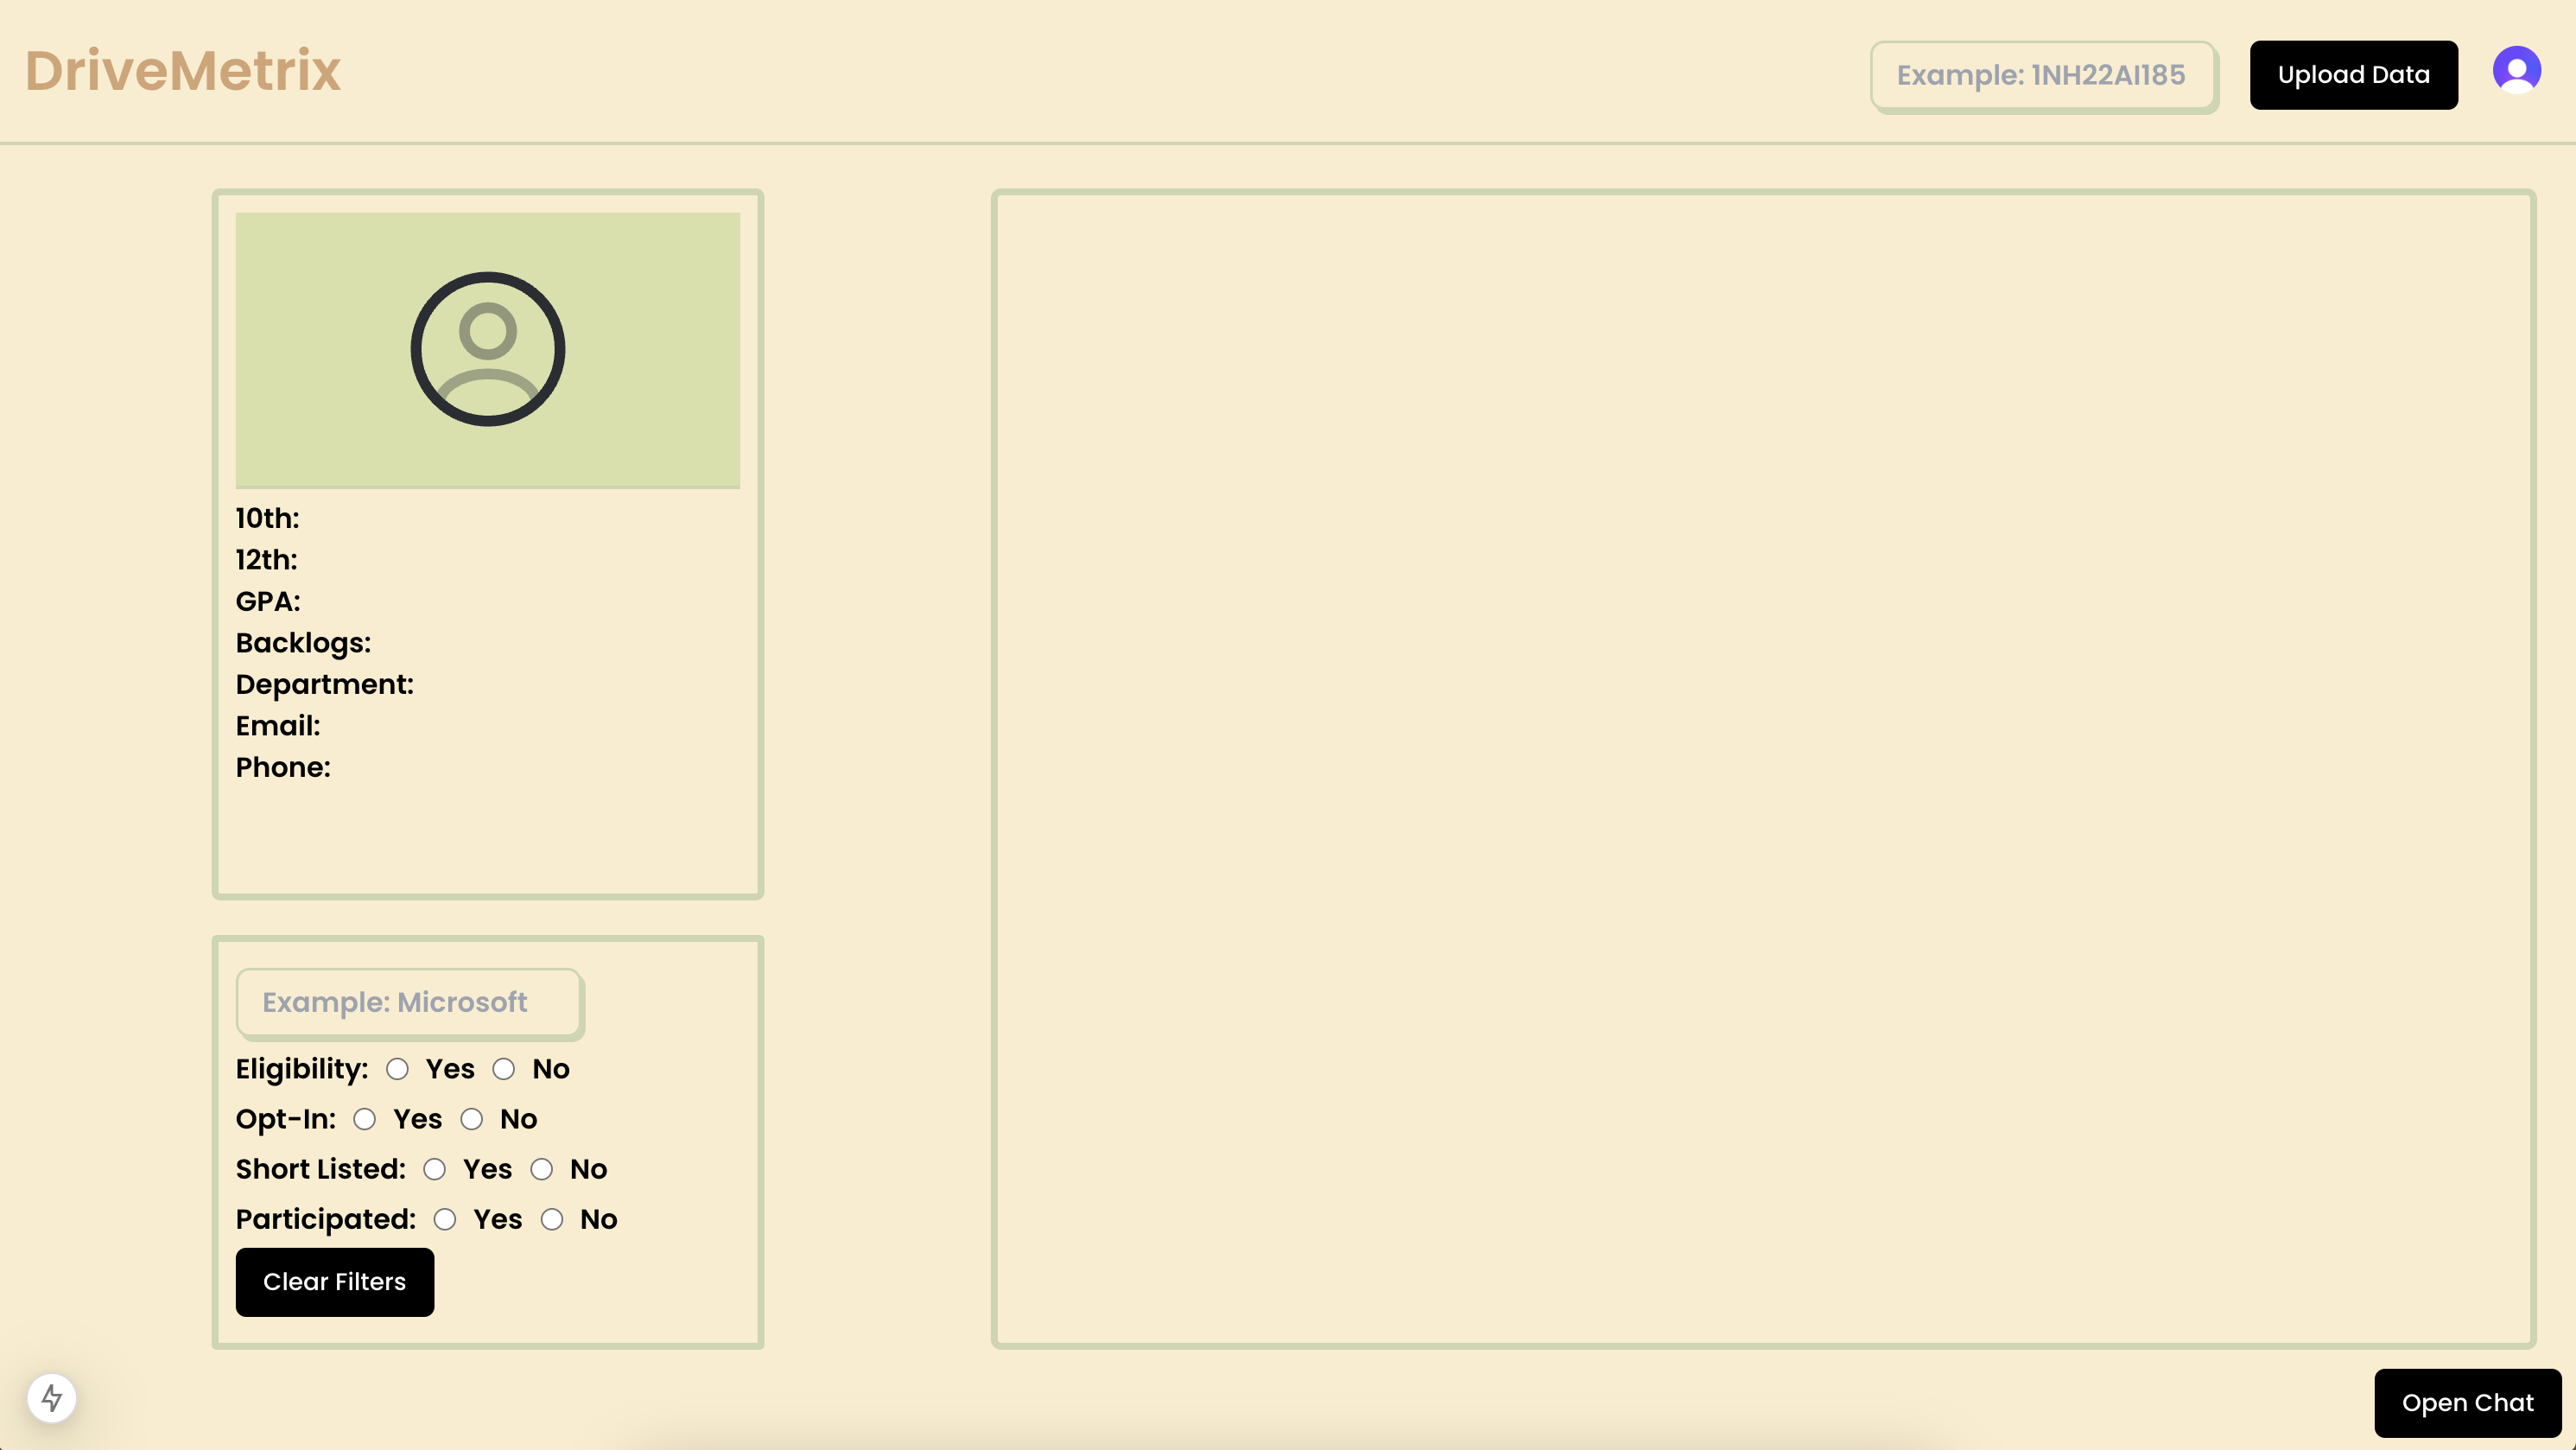 DriveMetrix
Example: 1NH22AI185
Upload Data
10th:
12th:
GPA:
Backlogs:
Department:
Email:
Phone:
Example: Microsoft
Eligibility: Yes No
Opt-In: Yes No
Short Listed: Yes No
Participated: Yes No
Clear Filters
Open Chat